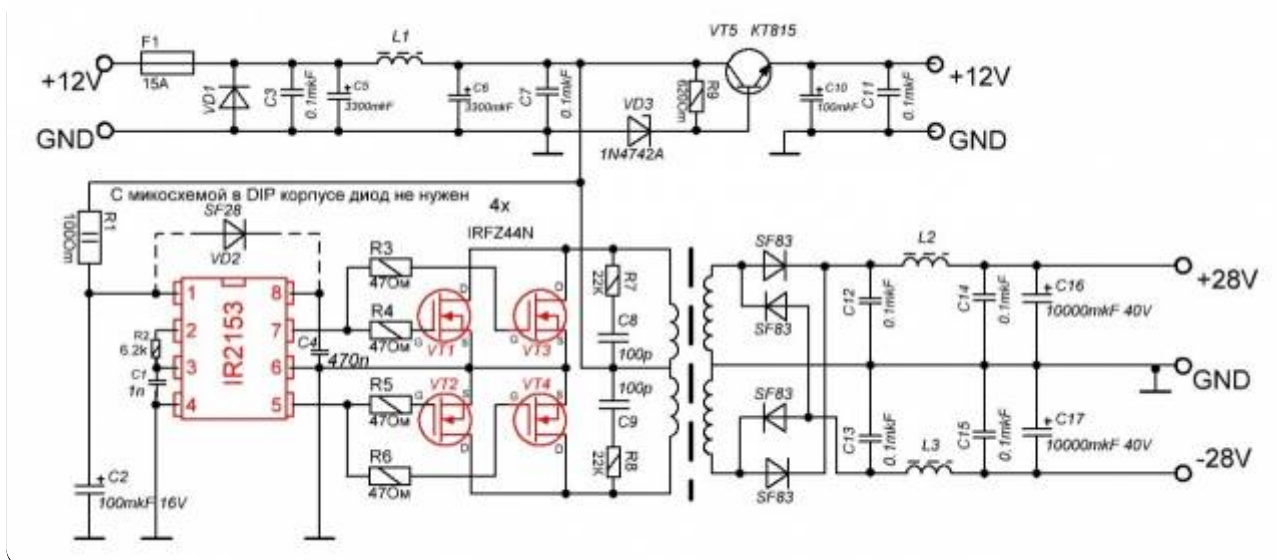 F1
15A
+12V
GND
VD1
C3
0.1mkF
+C5
3300mkF
L1
+C6
3300mkF
C7
0.1mkF
VD3
1N4742A
R9
620Om
VT5 KT815
+C10
100mkF
C11
0.1mkF
+12V
GND
С микосхемой в DIP корпусе диод не нужен
SF28
VD2
R1
100Om
4x
IRFZ44N
IR2153
1
2
3
4
8
7
6
5
R2
6.2k
C1
1n
C4
470n
+C2
100mkF 16V
R3
47Ом
R4
47Ом
R5
47Ом
R6
47Ом
VT1
VT3
VT2
VT4
D
G
S
D
G
S
G
S
D
G
S
D
R7
22K
C8
100p
100p
C9
R8
22K
SF83
SF83
SF83
SF83
C12
0.1mkF
L2
C14
0.1mkF
+C16
10000mkF 40V
+28V
GND
C13
0.1mkF
L3
C15
0.1mkF
+C17
10000mkF 40V
-28V